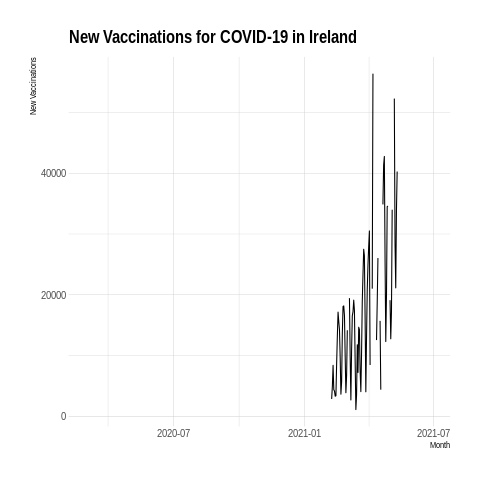 New Vaccinations for COVID-19 in Ireland
New Vaccinations
40000
20000
0
2020-07
2021-01
2021-07
Month